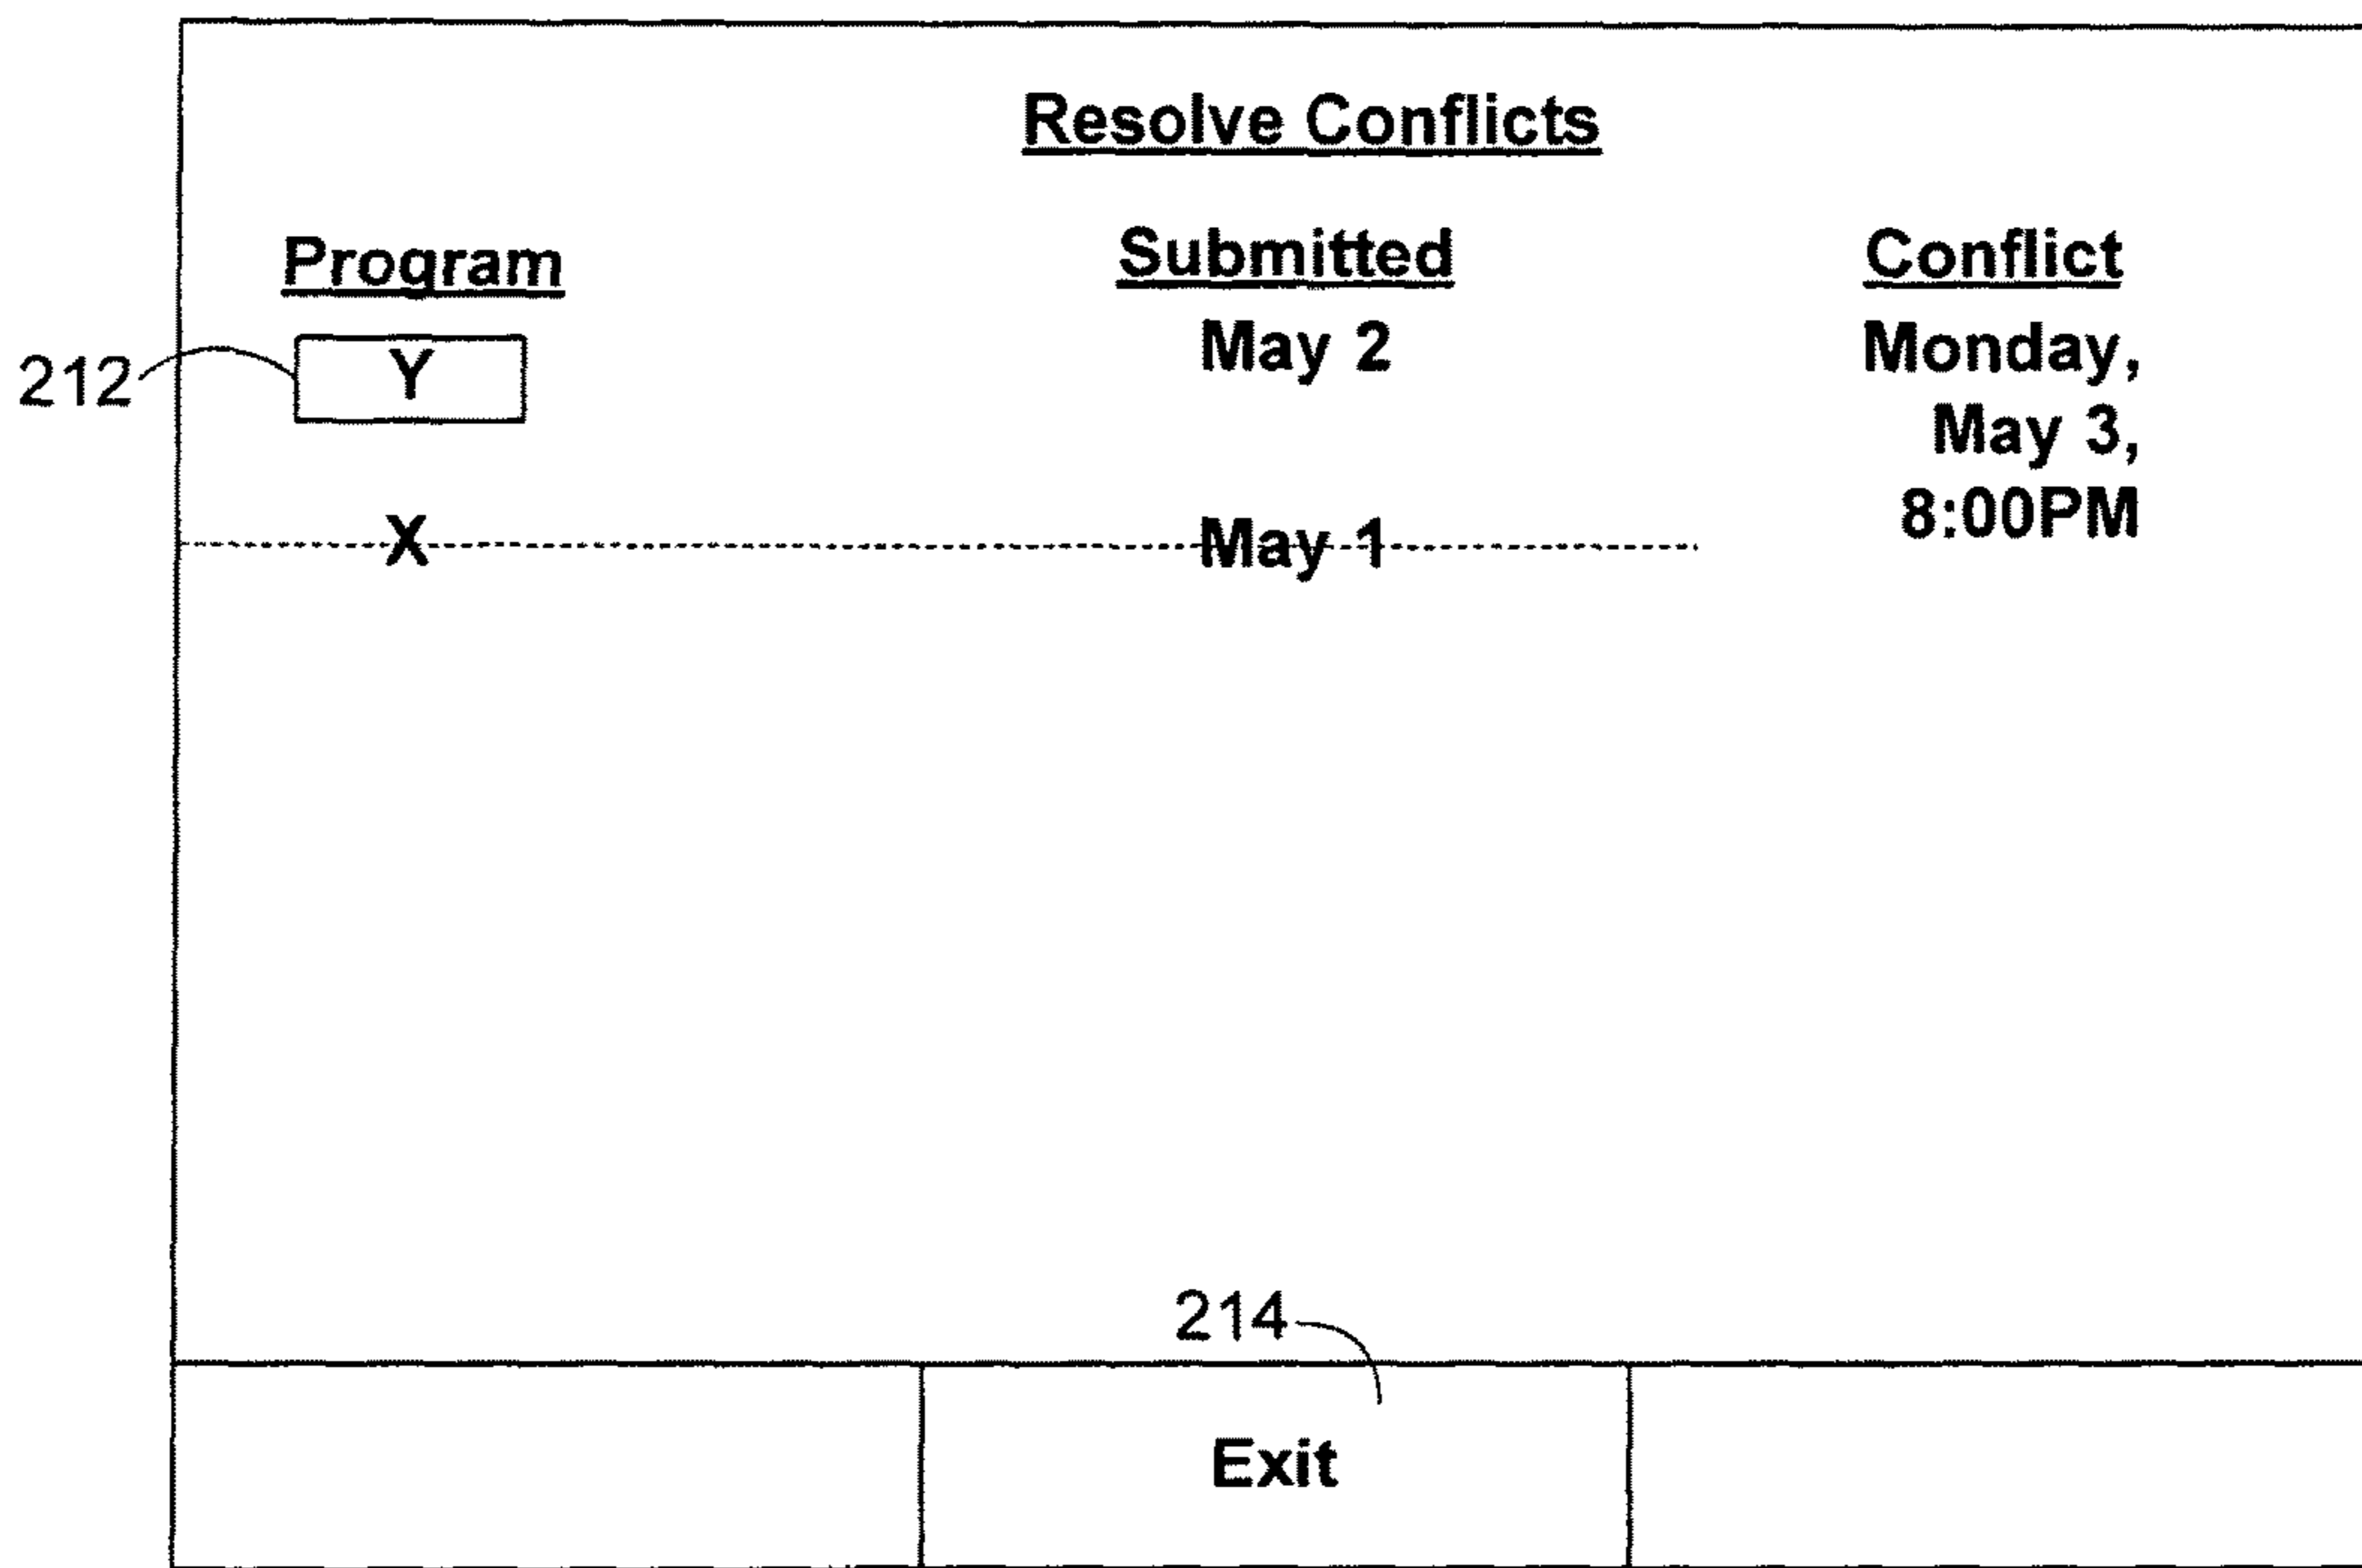 Resolve Conflicts
Program Submitted Conflict
212 Y May 2 Monday,
May 3,
8:00PM
X May 1
214
Exit